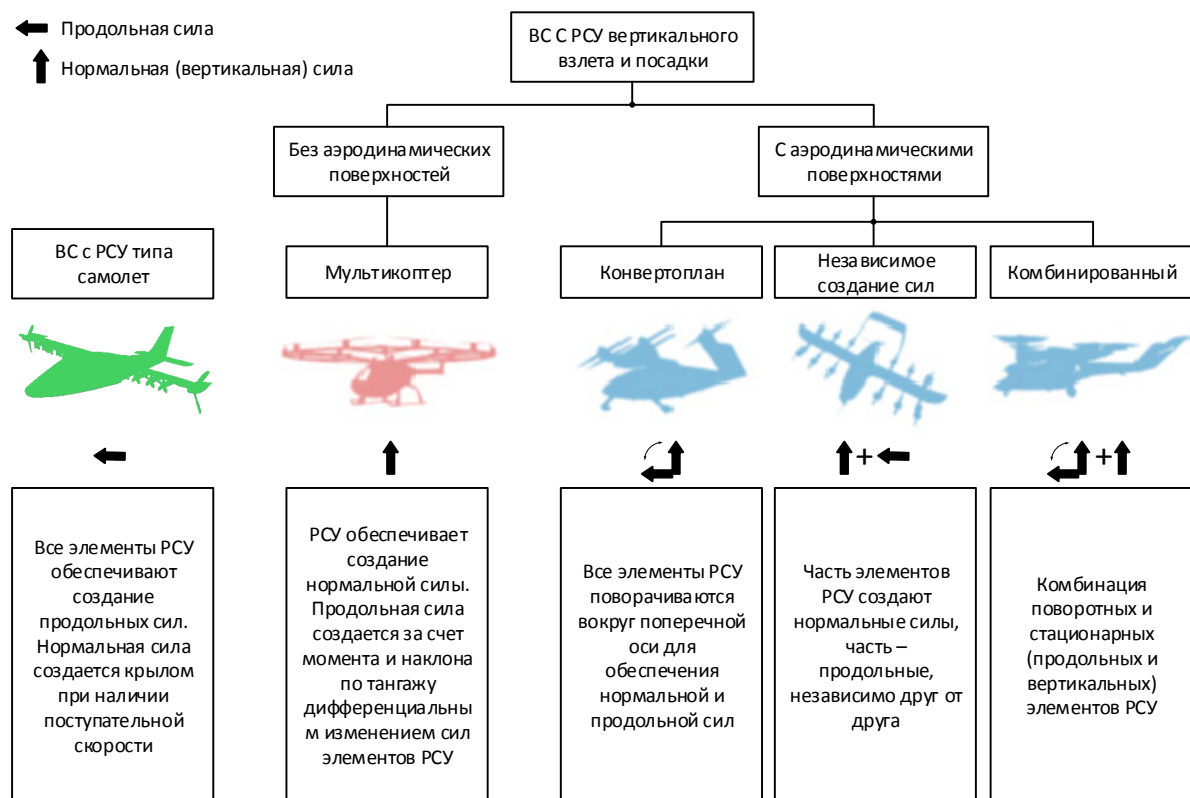 Продольная сила
Нормальная (вертикальная) сила
ВС С РСУ вертикального
взлета и посадки
Без аэродинамических
поверхностей
С аэродинамическими
поверхностями
ВС с РСУ типа
самолет
Мультикоптер
Конвертоплан
Независимое
создание сил
Комбинированный
+
+
Все элементы РСУ
обеспечивают
создание
продольных сил.
Нормальная сила
создается крылом
при наличии
поступательной
скорости
РСУ обеспечивает
создание
нормальной силы.
Продольная сила
создается за счет
момента и наклона
по тангажу
дифференциальны
м изменением сил
элементов РСУ
Все элементы РСУ
поворачиваются
вокруг поперечной
оси для
обеспечения
нормальной и
продольной сил
Часть элементов
РСУ создают
нормальные силы,
часть –
продольные,
независимо друг от
друга
Комбинация
поворотных и
стационарных
(продольных и
вертикальных)
элементов РСУ